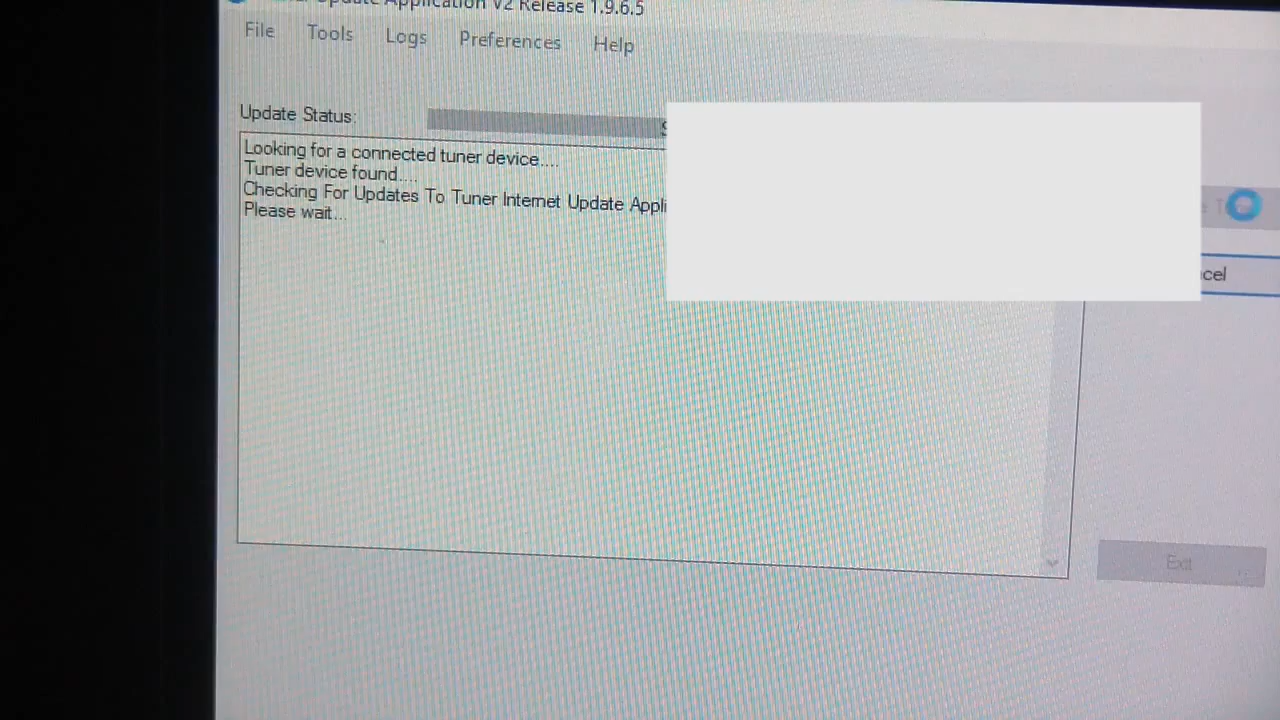 Update Application V2 Release 1.9.6.5
File Tools Logs Preferences Help
Update Status:
Looking for a connected tuner device....
Tuner device found....
Checking For Updates To Tuner Internet Update Appli
Please wait...
cel
Exit